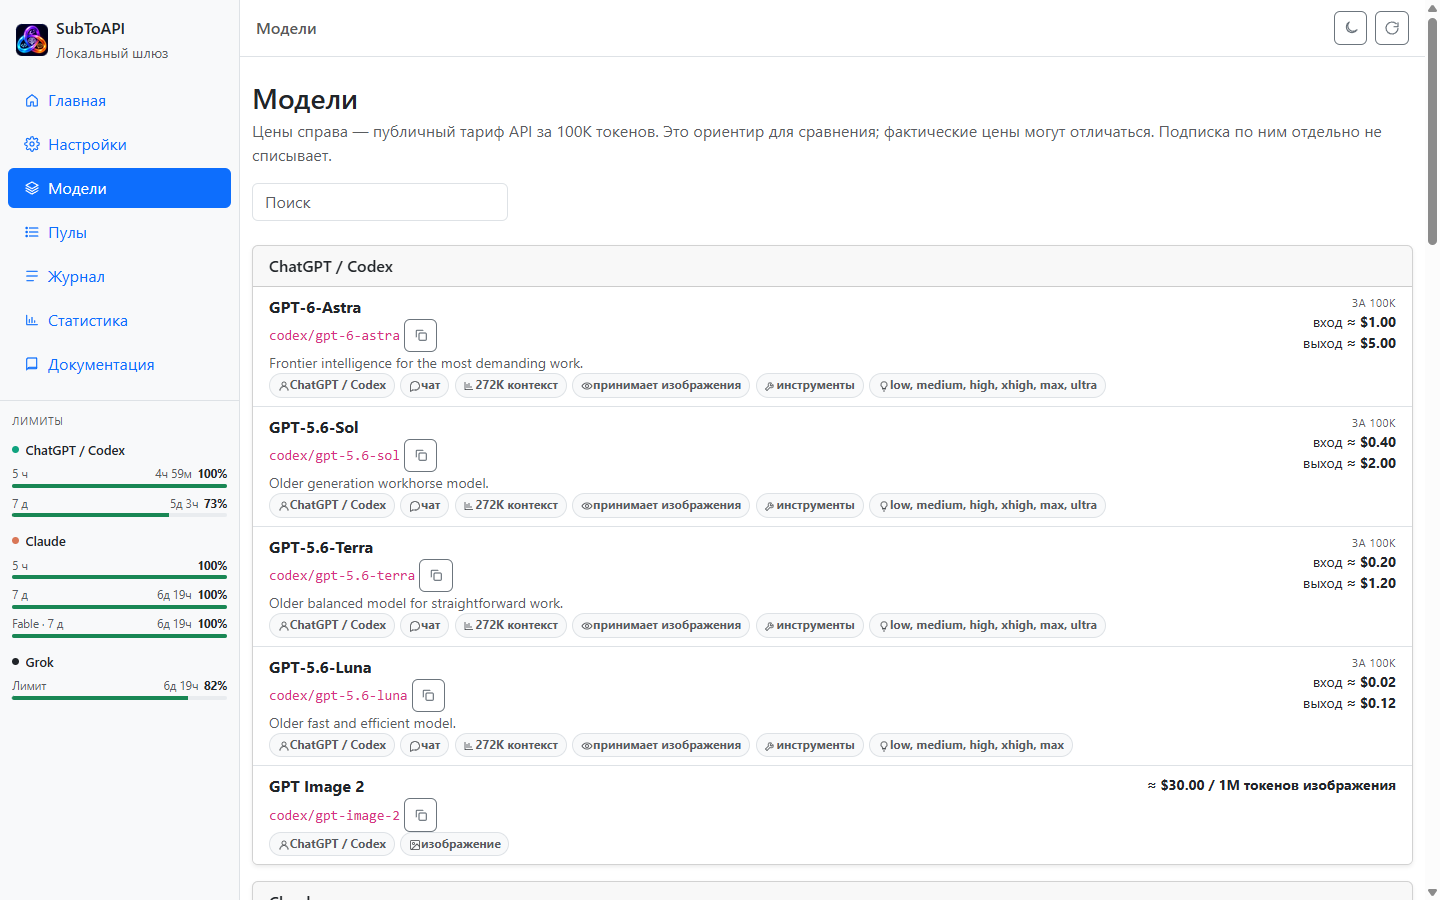 SubToAPI
Локальный шлюз
Главная
Настройки
Модели
Пулы
Журнал
Статистика
Документация
ЛИМИТЫ
ChatGPT / Codex
5 ч 4ч 59м 100%
7 д 5д 3ч 73%
Claude
5 ч 100%
7 д 6д 19ч 100%
Fable · 7 д 6д 19ч 100%
Grok
Лимит 6д 19ч 82%
Модели
Модели
Цены справа — публичный тариф API за 100K токенов. Это ориентир для сравнения; фактические цены могут отличаться. Подписка по ним отдельно не
списывает.
Поиск
ChatGPT / Codex
GPT-6-Astra
codex/gpt-6-astra
Frontier intelligence for the most demanding work.
ChatGPT / Codex чат 272K контекст принимает изображения инструменты low, medium, high, xhigh, max, ultra
ЗА 100K
вход ≈ $1.00
выход ≈ $5.00
GPT-5.6-Sol
codex/gpt-5.6-sol
Older generation workhorse model.
ChatGPT / Codex чат 272K контекст принимает изображения инструменты low, medium, high, xhigh, max, ultra
ЗА 100K
вход ≈ $0.40
выход ≈ $2.00
GPT-5.6-Terra
codex/gpt-5.6-terra
Older balanced model for straightforward work.
ChatGPT / Codex чат 272K контекст принимает изображения инструменты low, medium, high, xhigh, max, ultra
ЗА 100K
вход ≈ $0.20
выход ≈ $1.20
GPT-5.6-Luna
codex/gpt-5.6-luna
Older fast and efficient model.
ChatGPT / Codex чат 272K контекст принимает изображения инструменты low, medium, high, xhigh, max
ЗА 100K
вход ≈ $0.02
выход ≈ $0.12
GPT Image 2
codex/gpt-image-2
ChatGPT / Codex изображение
≈ $30.00 / 1M токенов изображения